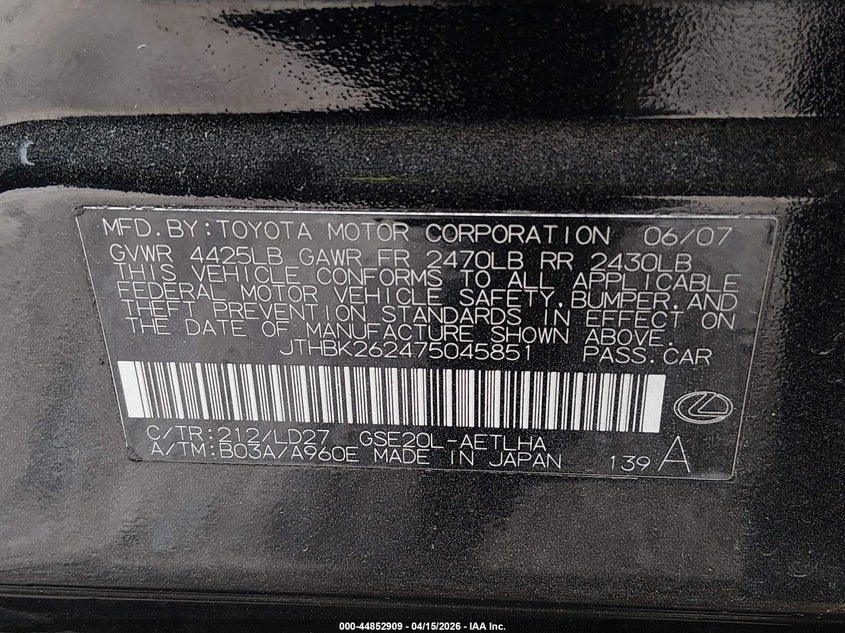 MFD.BY:TOYOTA MOTOR CORPORATION 06/07
GVWR 4425LB GAWR FR 2470LB RR 2430LB
THIS VEHICLE CONFORMS TO ALL APPLICABLE
FEDERAL MOTOR VEHICLE SAFETY,BUMPER,AND
THEFT PREVENTION STANDARDS IN EFFECT ON
THE DATE OF MANUFACTURE SHOWN ABOVE.
JTHBK262475045851 PASS.CAR
C/TR:212/LD27 GSE20L-AETLHA
A/TM:B03A/A960E MADE IN JAPAN 139 A
000-44852909 - 04/15/2026 - IAA Inc.